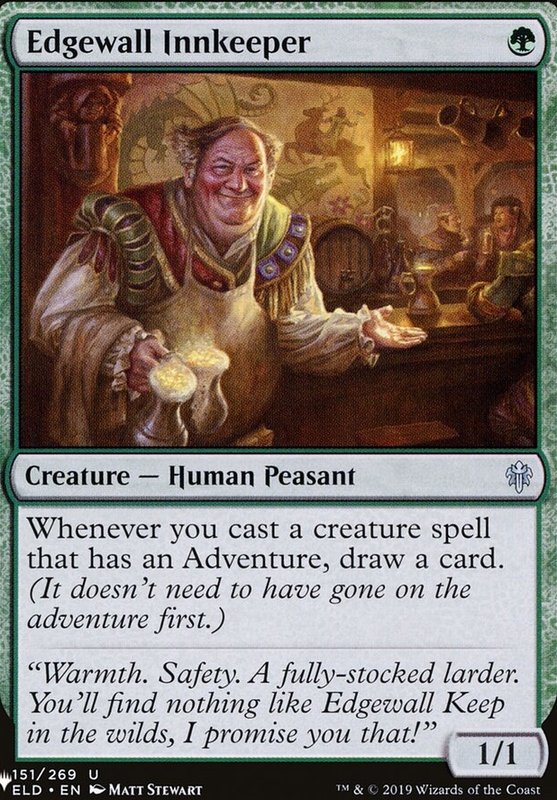 Edgewall Innkeeper
Creature — Human Peasant
Whenever you cast a creature spell
that has an Adventure, draw a card.
(It doesn’t need to have gone on the
adventure first.)
“Warmth. Safety. A fully-stocked larder.
You’ll find nothing like Edgewall Keep
in the wilds, I promise you that!”
1/1
151/269 U
ELD • EN Matt Stewart
™ & © 2019 Wizards of the Coast